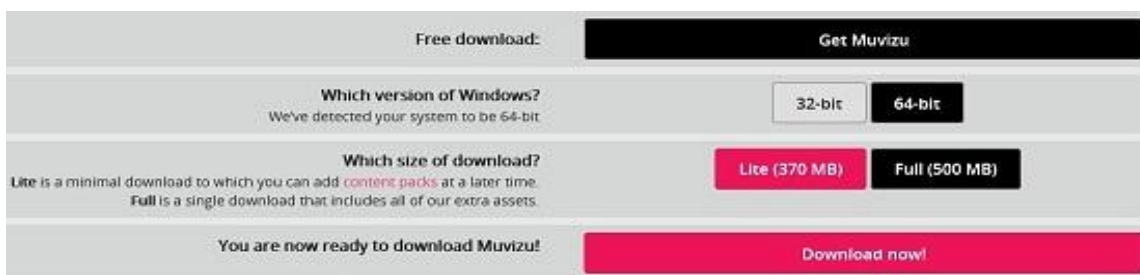 Free download:
Get Muvizu
Which version of Windows?
We've detected your system to be 64-bit
32-bit
64-bit
Which size of download?
Lite is a minimal download to which you can add content packs at a later time.
Full is a single download that includes all of our extra assets.
Lite (370 MB)
Full (500 MB)
You are now ready to download Muvizu!
Download now!